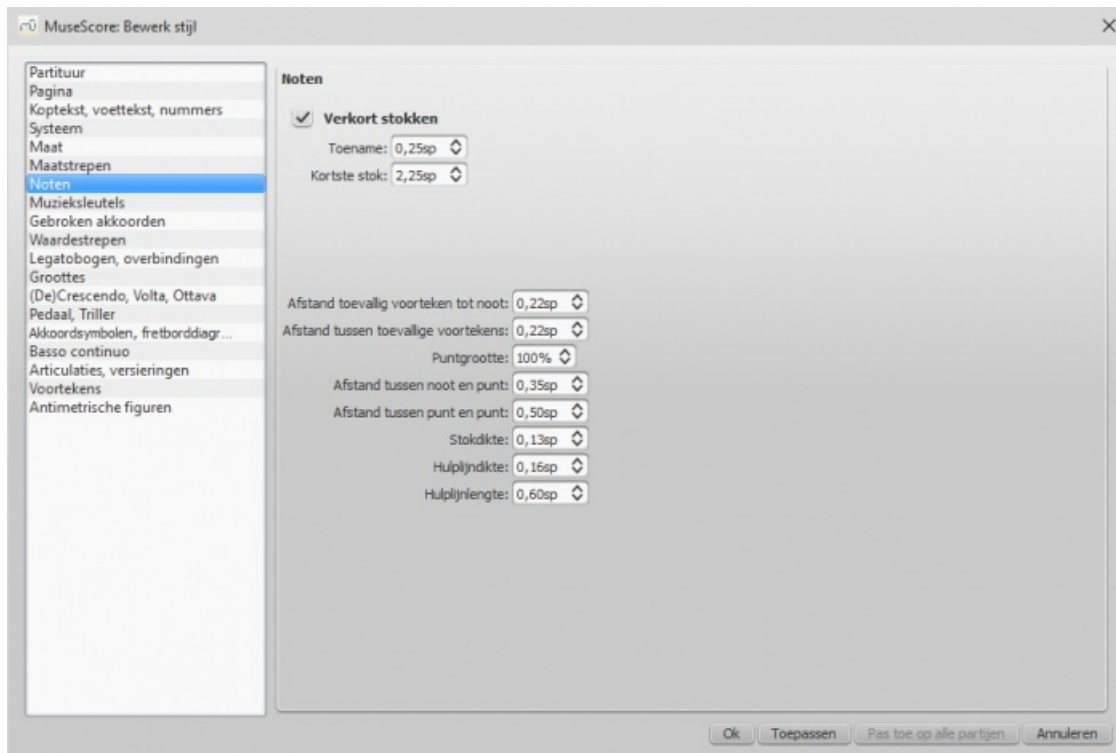 MuseScore: Bewerk stijl
Partituur
Pagina
Koptekst, voettekst, nummers
Systeem
Maat
Maatstrepen
Noten
Muzieksleutels
Gebroken akkoorden
Waardestrepen
Legatobogen, overbindingen
Groottes
(De)Crescendo, Volta, Ottava
Pedaal, Triller
Akkoordsymbolen, fretborddiagr...
Basso continuo
Articulaties, versieringen
Voortekens
Antimetrische figuren
Noten
Verkort stokken
Toename: 0,25sp
Kortste stok: 2,25sp
Afstand toevallig voorteken tot noot: 0,22sp
Afstand tussen toevallige voortekens: 0,22sp
Puntgrootte: 100%
Afstand tussen noot en punt: 0,35sp
Afstand tussen punt en punt: 0,50sp
Stokdikte: 0,13sp
Hulplijndikte: 0,16sp
Hulplijnlengte: 0,60sp
Ok Toepassen Pas toe op alle partijen Annuleren